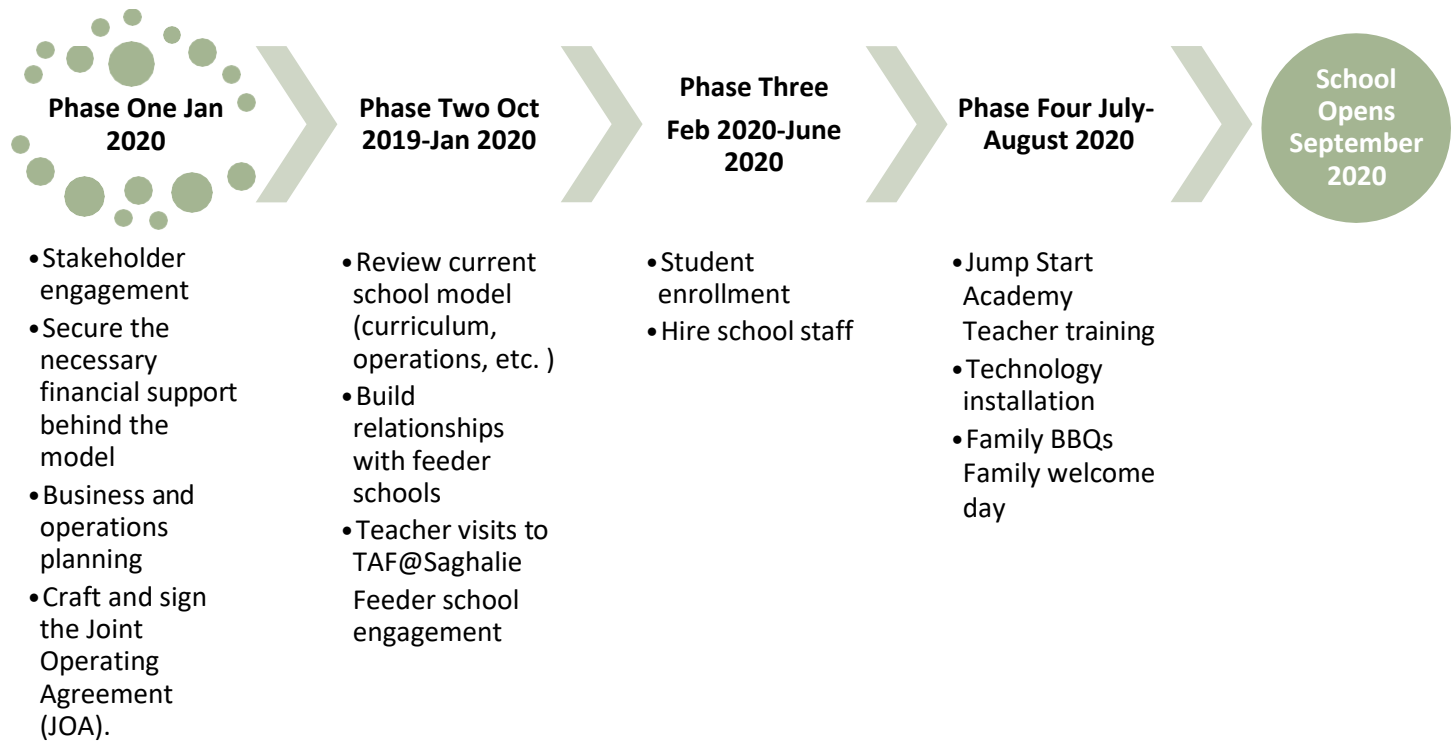 Phase One Jan
2020
•Stakeholder
engagement
•Secure the
necessary
financial support
behind the
model
•Business and
operations
planning
•Craft and sign
the Joint
Operating
Agreement
(JOA).
Phase Two Oct
2019-Jan 2020
•Review current
school model
(curriculum,
operations, etc. )
•Build
relationships
with feeder
schools
•Teacher visits to
TAF@Saghalie
Feeder school
engagement
Phase Three
Feb 2020-June
2020
•Student
enrollment
•Hire school staff
Phase Four July-
August 2020
•Jump Start
Academy
Teacher training
•Technology
installation
•Family BBQs
Family welcome
day
School
Opens
September
2020